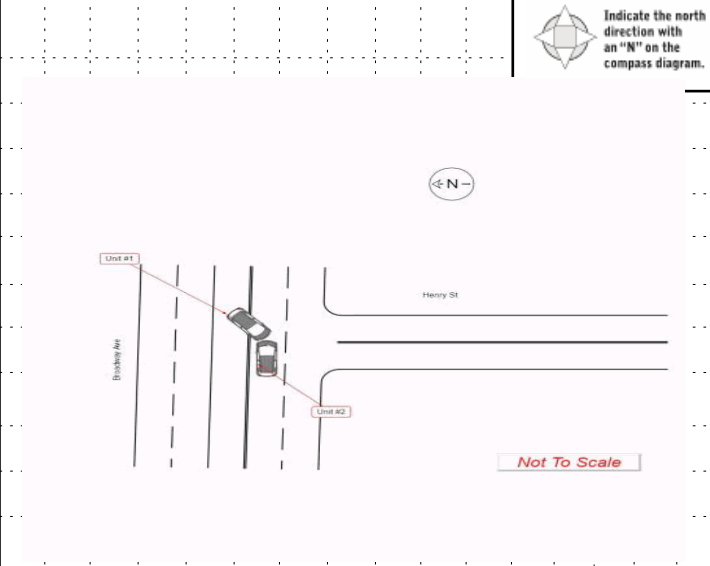 Indicate the north
direction with
an "N" on the
compass diagram.
N
Unit #1
Henry St
Broadway Ave
Unit #2
Not To Scale